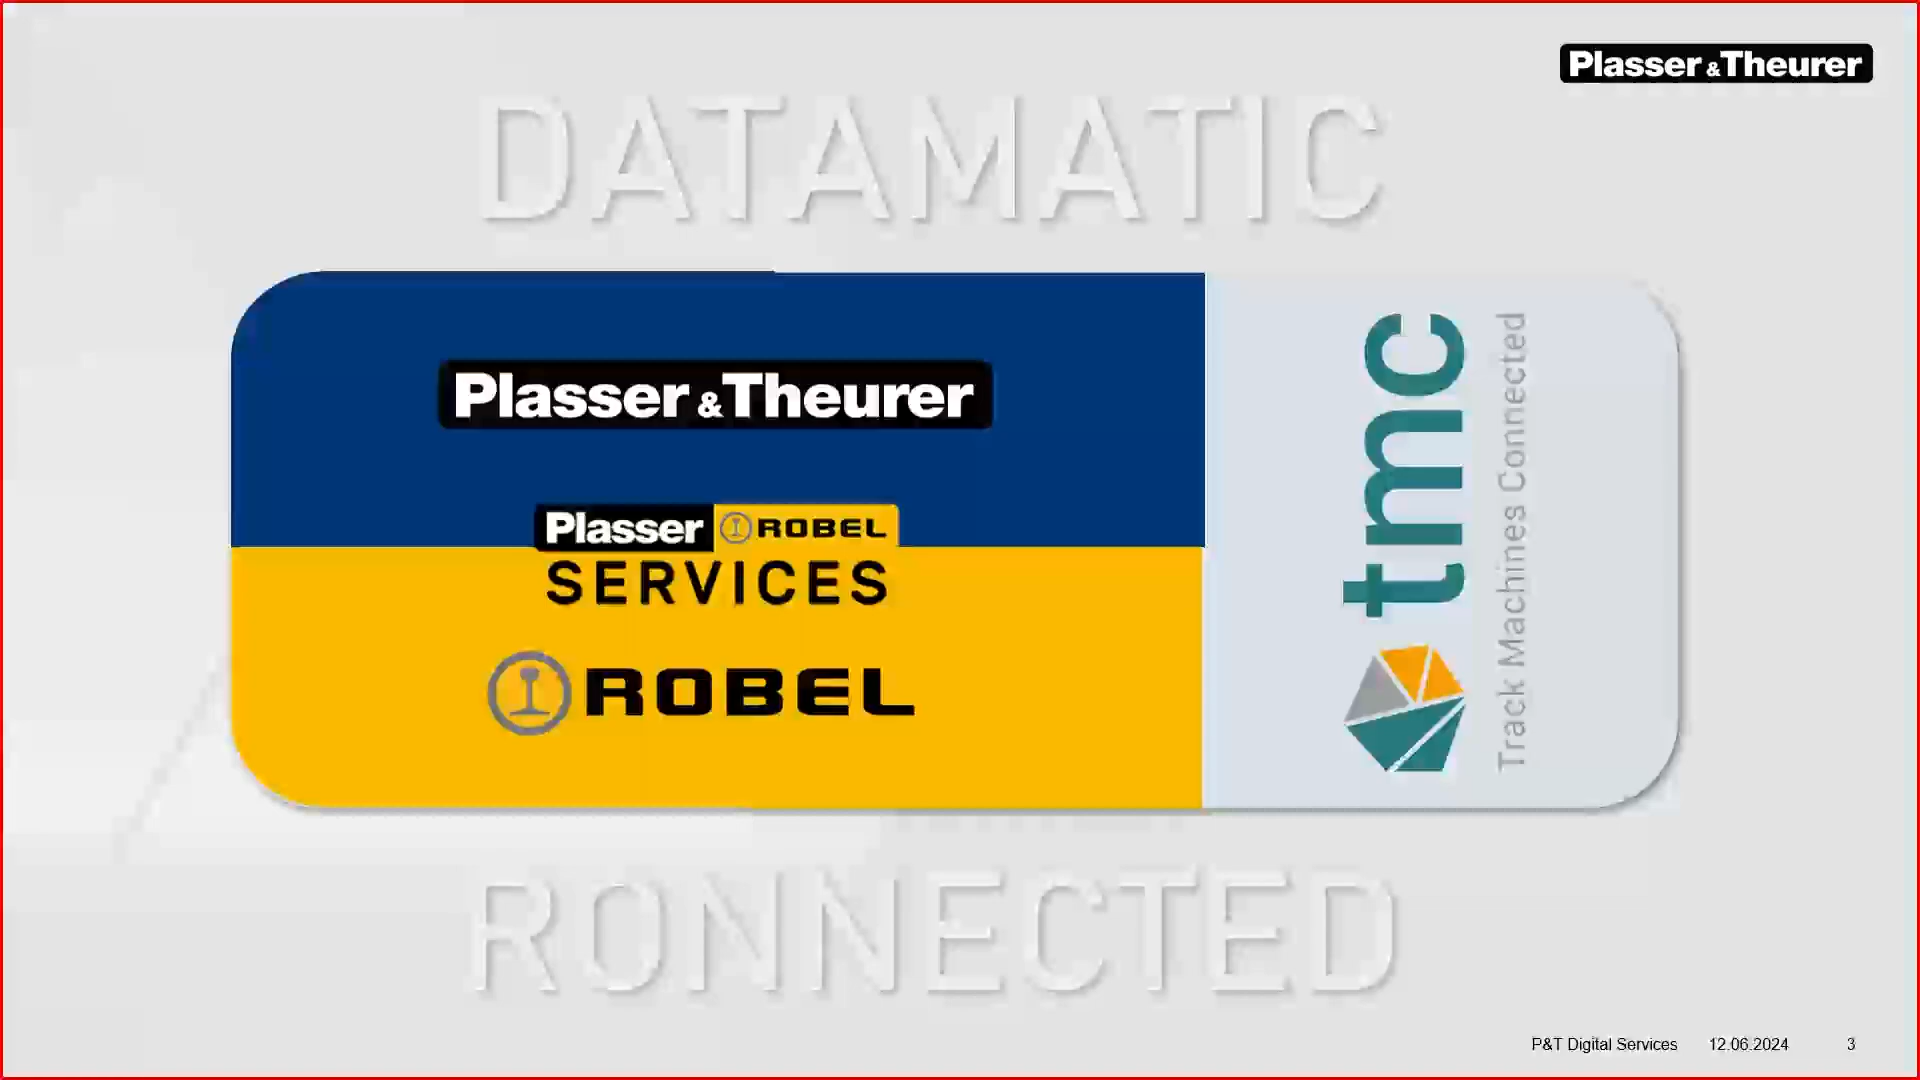 Plasser & Theurer
DATAMATIC
Plasser & Theurer
Plasser ROBEL
SERVICES
ROBEL
tmc
Track Machines Connected
RONNECTED
P&T Digital Services 12.06.2024 3